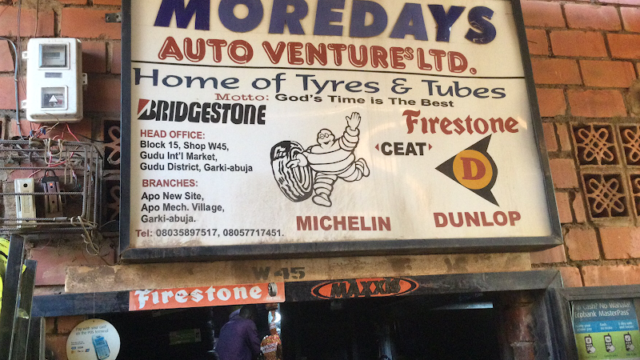 MOREDAYS
AUTO VENTURE'S LTD.
Home of Tyres & Tubes
Motto: God's Time is The Best
BRIDGESTONE
HEAD OFFICE:
Block 15, Shop W45,
Gudu Int'l Market,
Gudu District, Garki-abuja
BRANCHES:
Apo New Site,
Apo Mech. Village,
Garki-abuja.
Tel: 08035897517, 08057717451.
MICHELIN
Firestone
CEAT
D
DUNLOP
W45
Firestone
MAXXIS
MasterPass